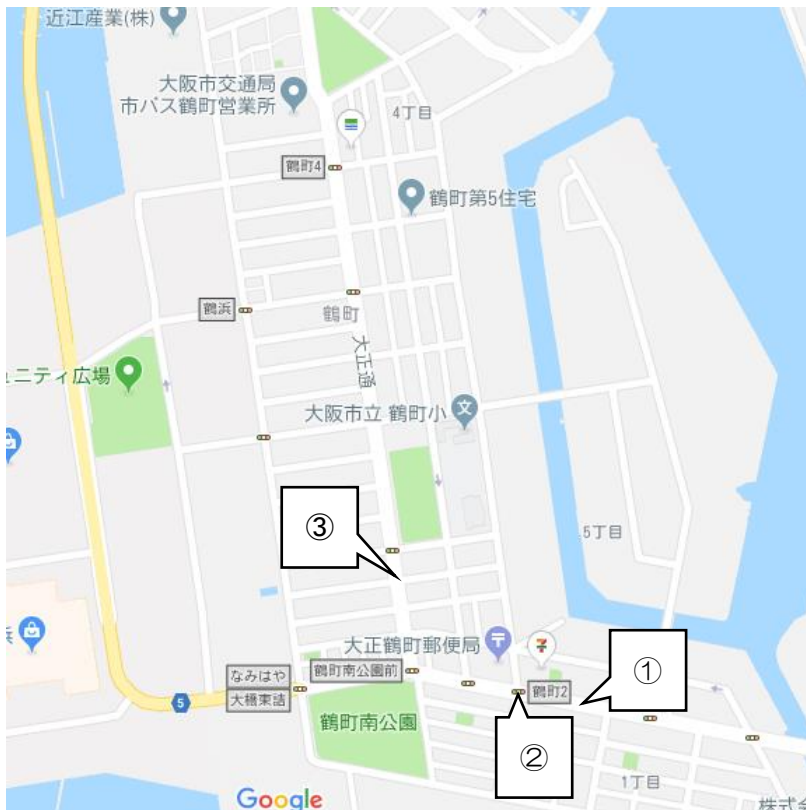 近江産業(株)
大阪市交通局
市バス鶴町営業所
4丁目
鶴町4
鶴町第5住宅
鶴浜
鶴町
大正通
ュニティ広場
大阪市立 鶴町小
文
③
5丁目
大正鶴町郵便局
〒
①
なみはや
大橋東詰
鶴町南公園前
鶴町2
5
鶴町南公園
②
1丁目
Google
株式会